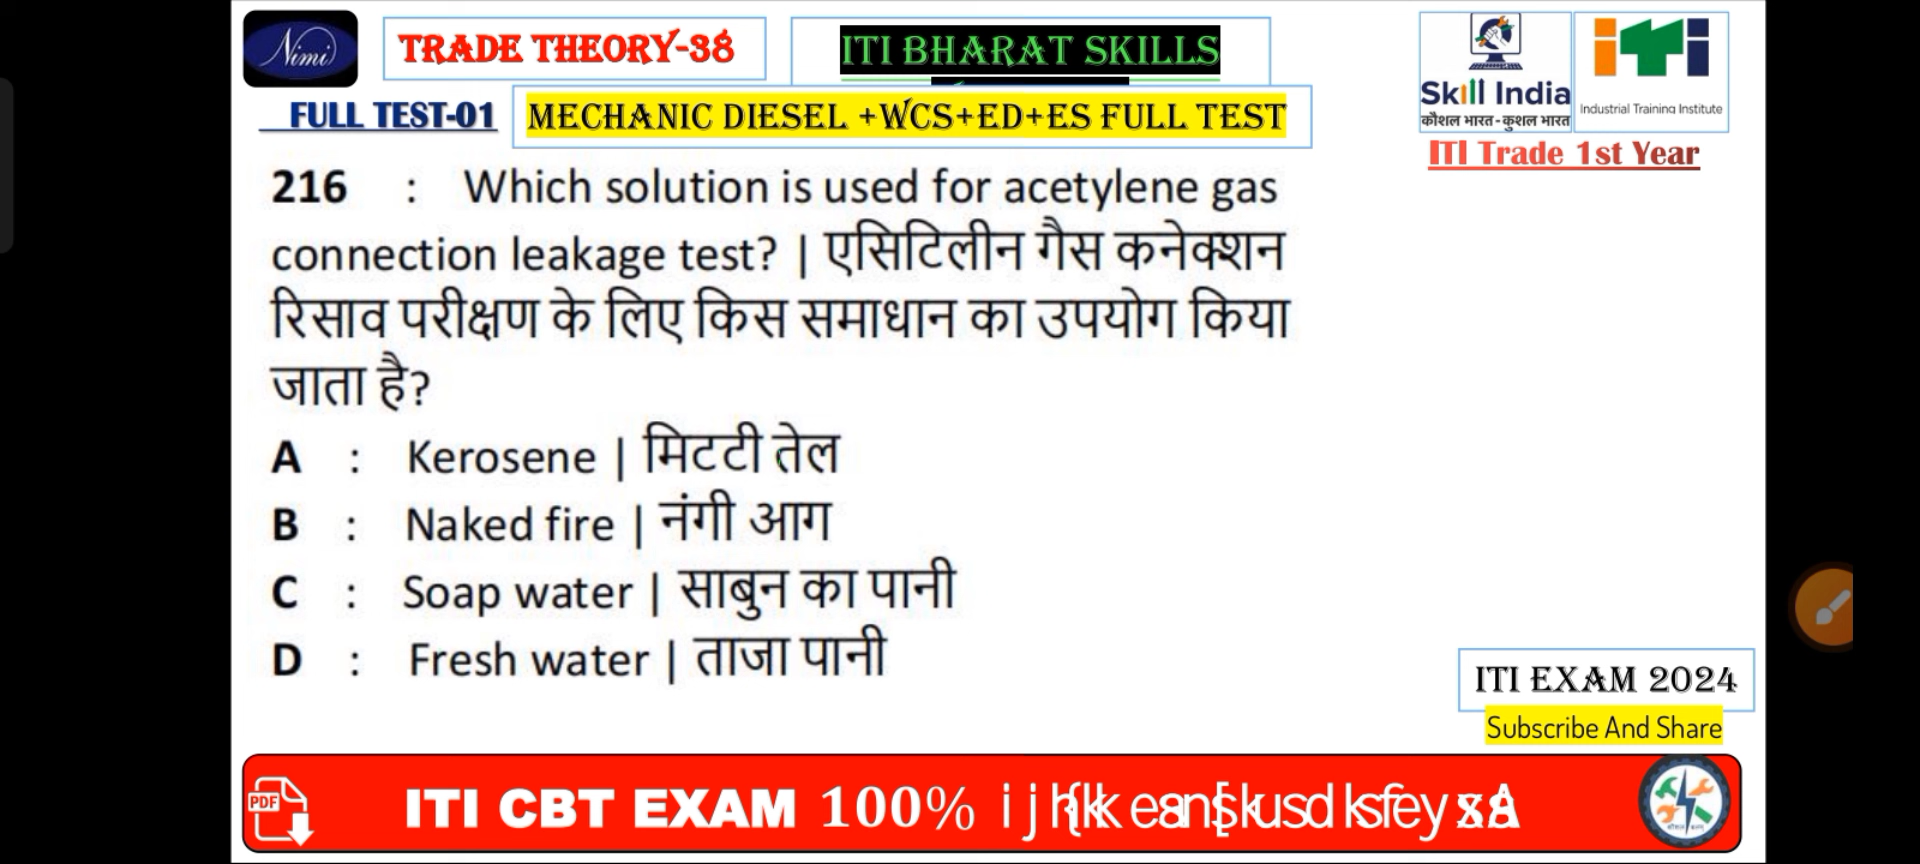 Nimi
TRADE THEORY-38
ITI BHARAT SKILLS
Skill India
कौशल भारत-कुशल भारत
iTi
Industrial Training Institute
FULL TEST-01
MECHANIC DIESEL +WCS+ED+ES FULL TEST
ITI Trade 1st Year
216 : Which solution is used for acetylene gas
connection leakage test? | एसिटिलीन गैस कनेक्शन
रिसाव परीक्षण के लिए किस समाधान का उपयोग किया
जाता है?
A : Kerosene | मिटटी तेल
B : Naked fire | नंगी आग
C : Soap water | साबुन का पानी
D : Fresh water | ताजा पानी
ITI EXAM 2024
Subscribe And Share
PDF
ITI CBT EXAM 100%